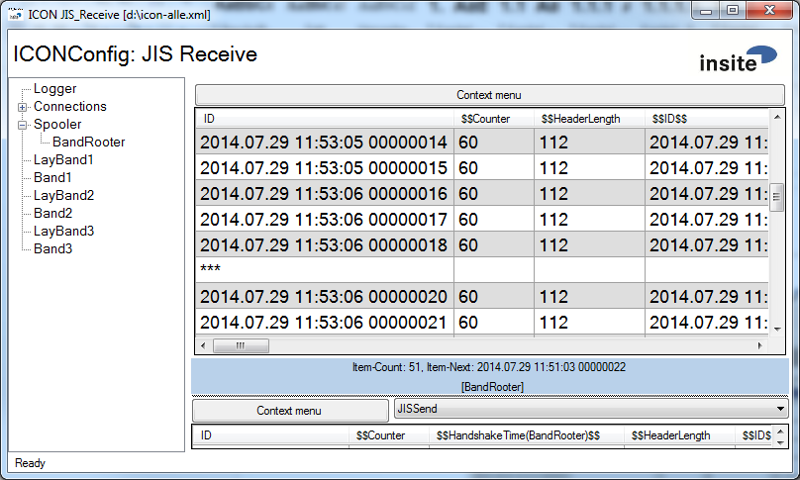 ICON JIS_Receive [d:\icon-alle.xml]
ICONConfig: JIS Receive
insite
Logger
Connections
Spooler
BandRooter
LayBand1
Band1
LayBand2
Band2
LayBand3
Band3
Context menu
ID $$Counter $$HeaderLength $$ID$$
2014.07.29 11:53:05 00000014 60 112 2014.07.29 11:
2014.07.29 11:53:05 00000015 60 112 2014.07.29 11:
2014.07.29 11:53:06 00000016 60 112 2014.07.29 11:
2014.07.29 11:53:06 00000017 60 112 2014.07.29 11:
2014.07.29 11:53:06 00000018 60 112 2014.07.29 11:
***
2014.07.29 11:53:06 00000020 60 112 2014.07.29 11:
2014.07.29 11:53:06 00000021 60 112 2014.07.29 11:
Item-Count: 51, Item-Next: 2014.07.29 11:51:03 00000022
[BandRooter]
Context menu JISSend
ID $$Counter $$HandshakeTime(BandRooter)$$ $$HeaderLength $$ID$
Ready